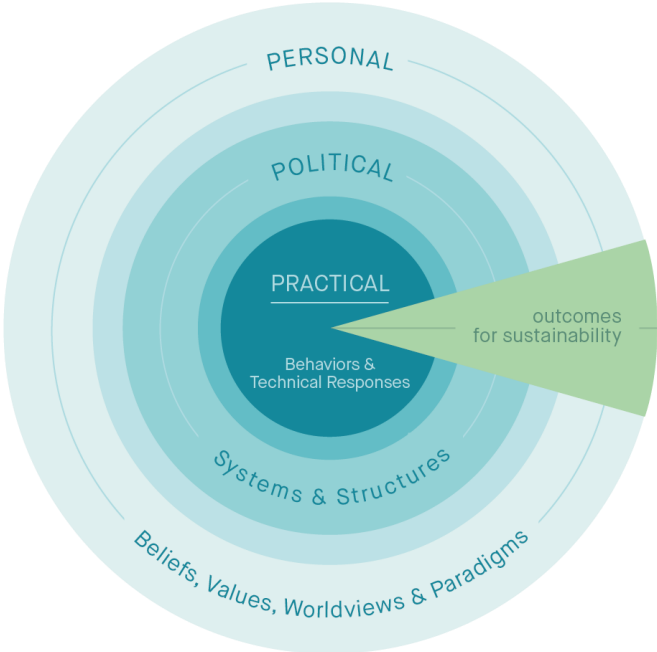 PERSONAL
POLITICAL
PRACTICAL
outcomes
for sustainability
Behaviors &
Technical Responses
Systems & Structures
Beliefs, Values, Worldviews & Paradigms